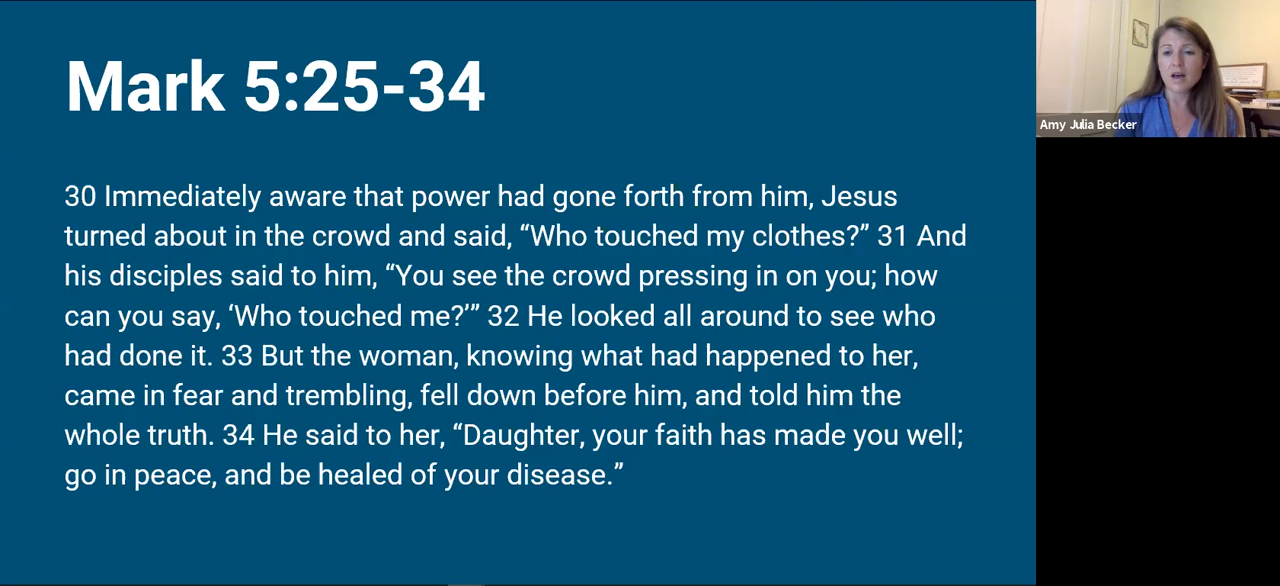 Mark 5:25-34
30 Immediately aware that power had gone forth from him, Jesus
turned about in the crowd and said, “Who touched my clothes?” 31 And
his disciples said to him, “You see the crowd pressing in on you; how
can you say, ‘Who touched me?’” 32 He looked all around to see who
had done it. 33 But the woman, knowing what had happened to her,
came in fear and trembling, fell down before him, and told him the
whole truth. 34 He said to her, “Daughter, your faith has made you well;
go in peace, and be healed of your disease.”
Amy Julia Becker